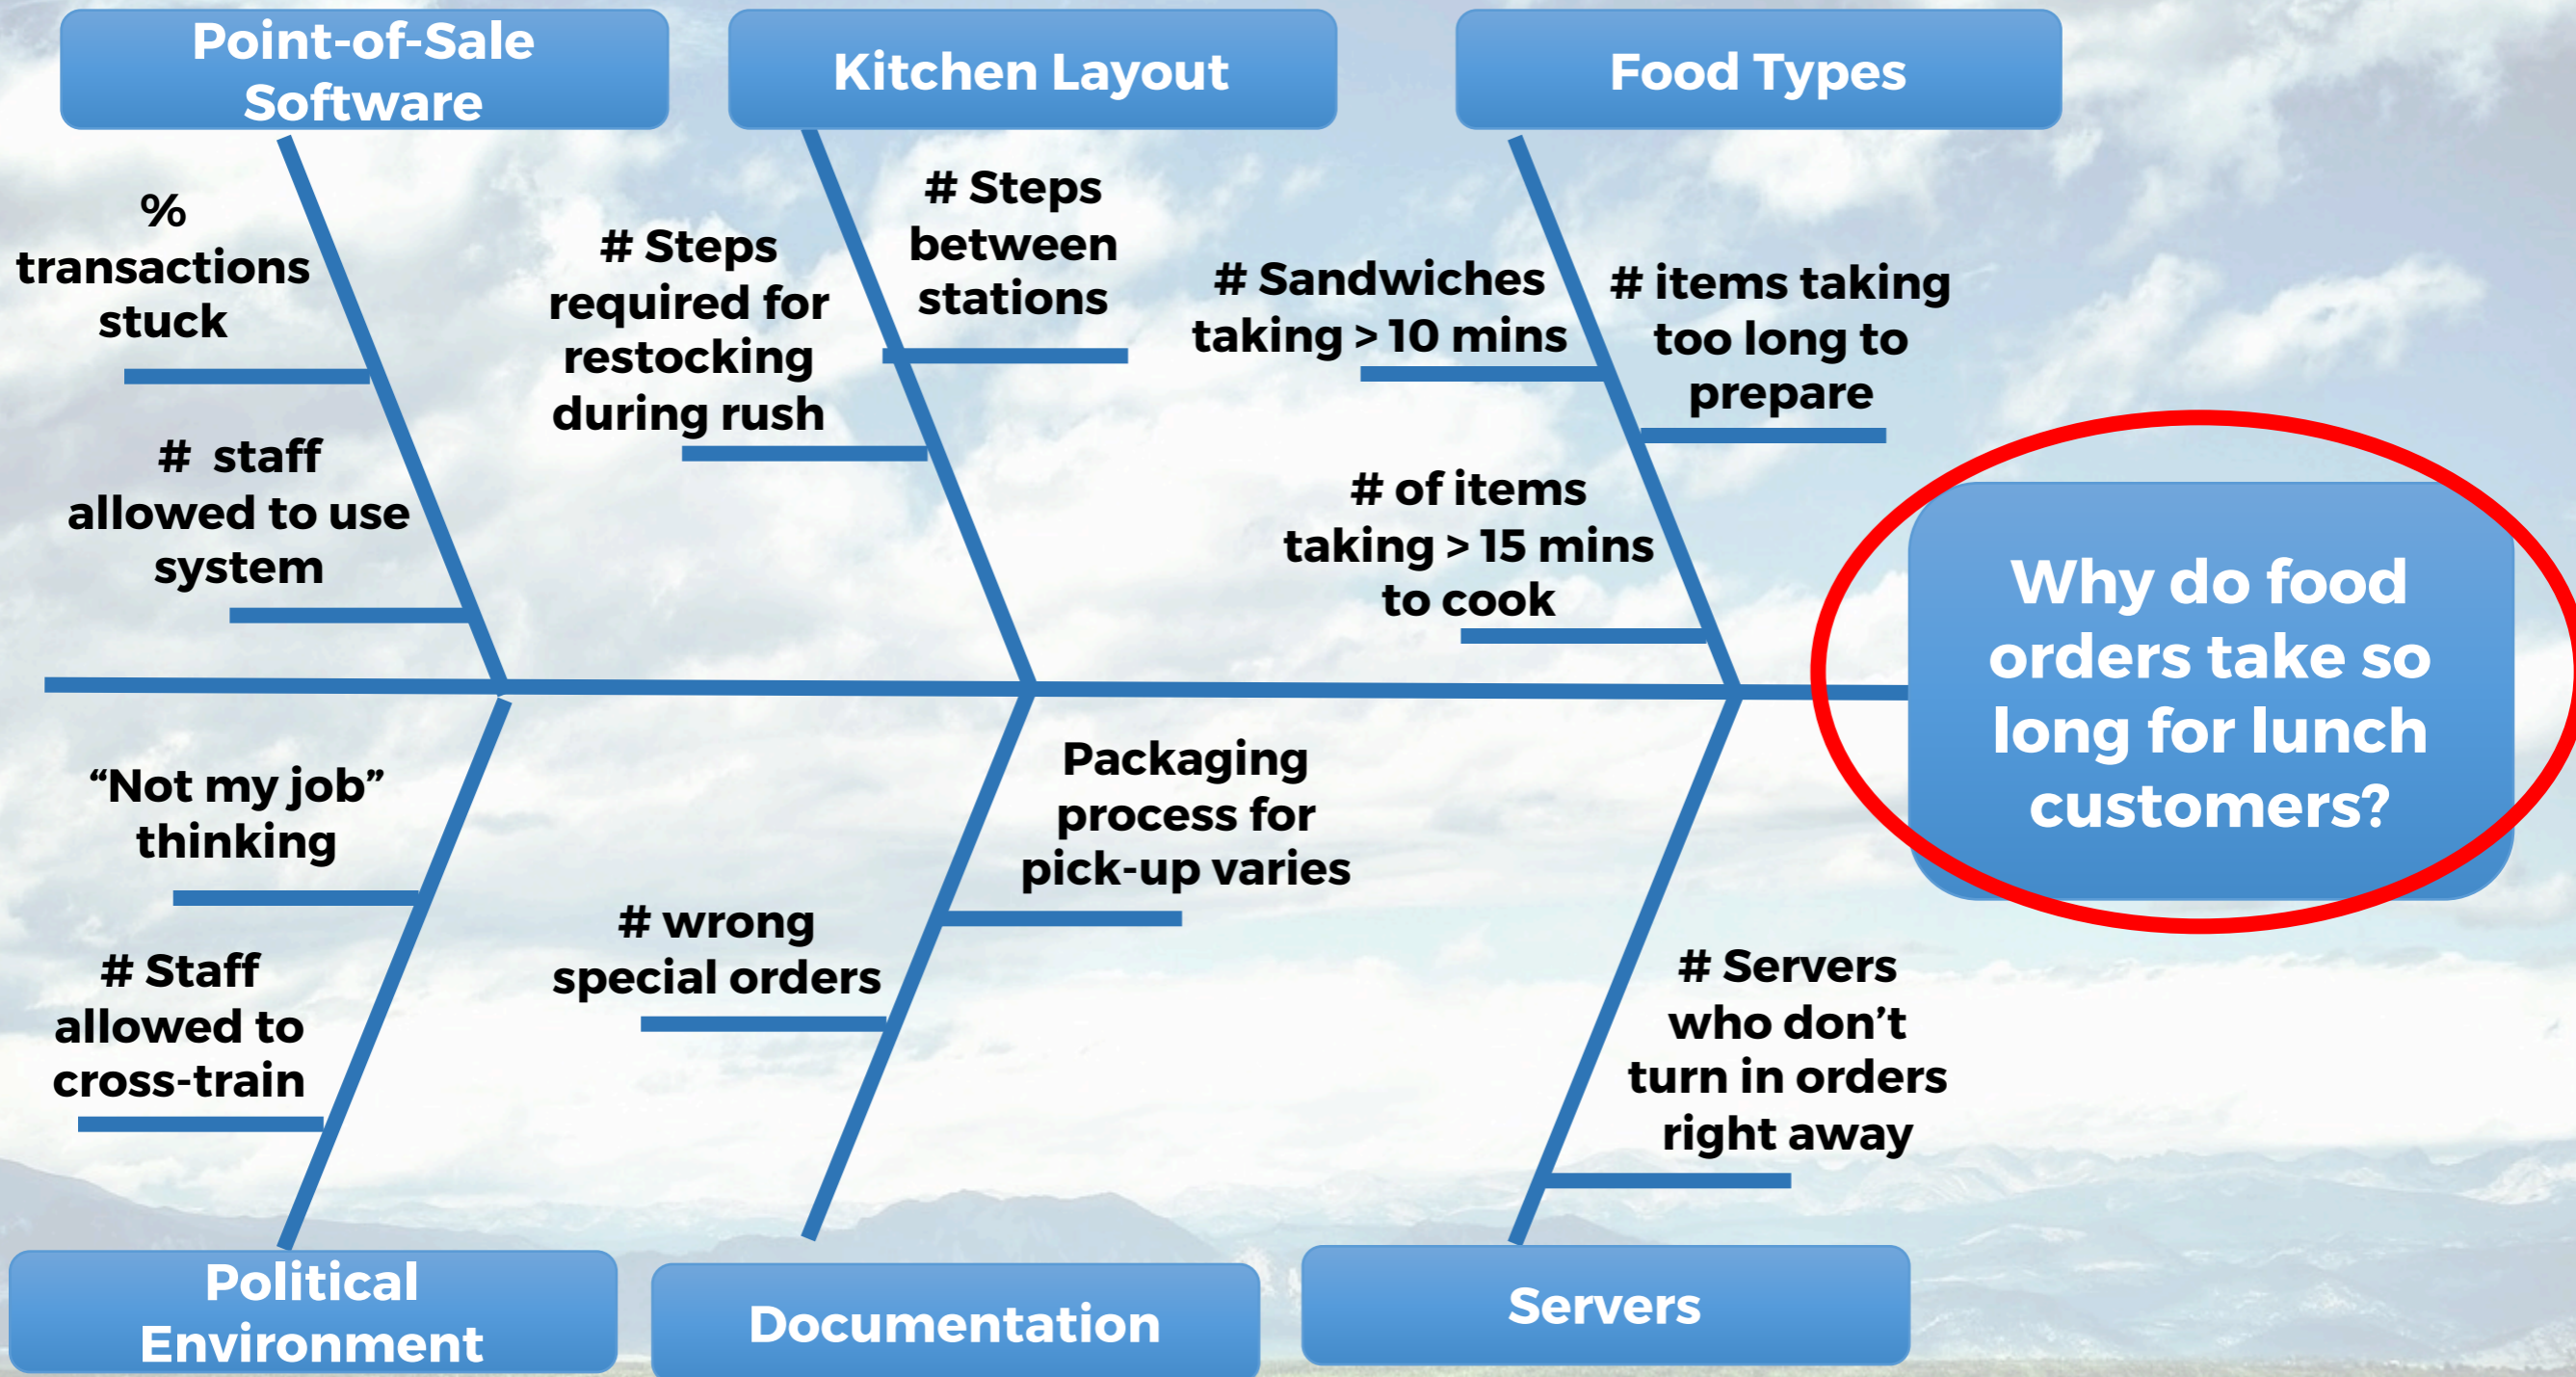 Point-of-Sale
Software
Kitchen Layout
Food Types
%
transactions
stuck
# staff
allowed to use
system
# Steps
required for
restocking
during rush
# Steps
between
stations
# Sandwiches
taking > 10 mins
# items taking
too long to
prepare
# of items
taking > 15 mins
to cook
Why do food
orders take so
long for lunch
customers?
“Not my job”
thinking
# Staff
allowed to
cross-train
# wrong
special orders
Packaging
process for
pick-up varies
# Servers
who don’t
turn in orders
right away
Political
Environment
Documentation
Servers